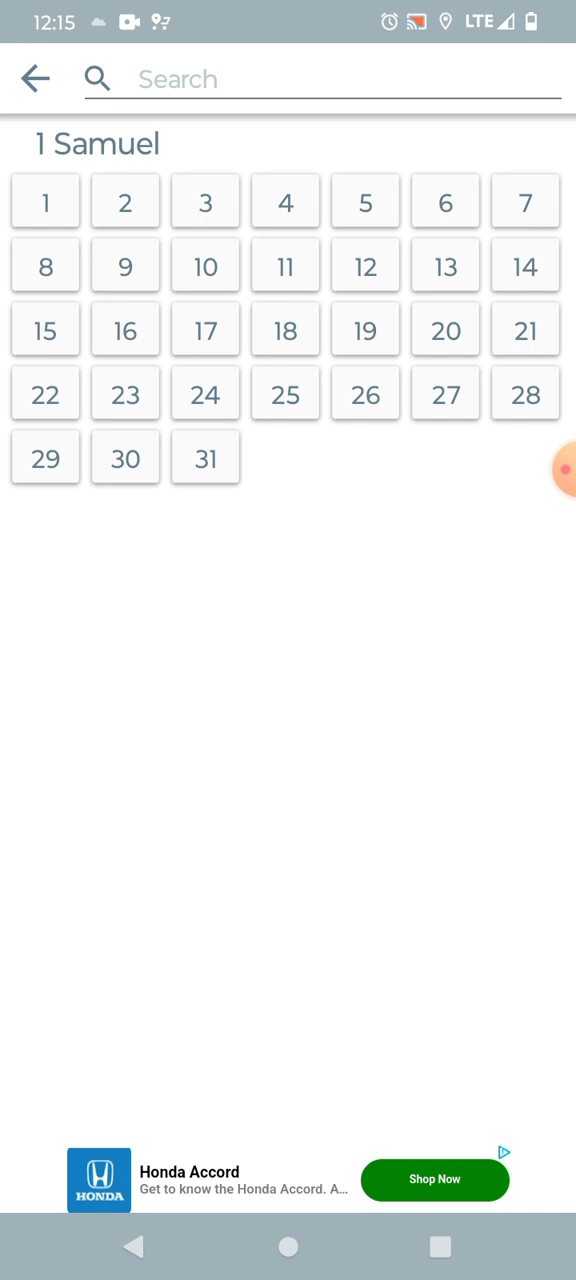 12:15 LTE
Search
1 Samuel
1 2 3 4 5 6 7
8 9 10 11 12 13 14
15 16 17 18 19 20 21
22 23 24 25 26 27 28
29 30 31
HONDA
Honda Accord
Get to know the Honda Accord. A...
Shop Now